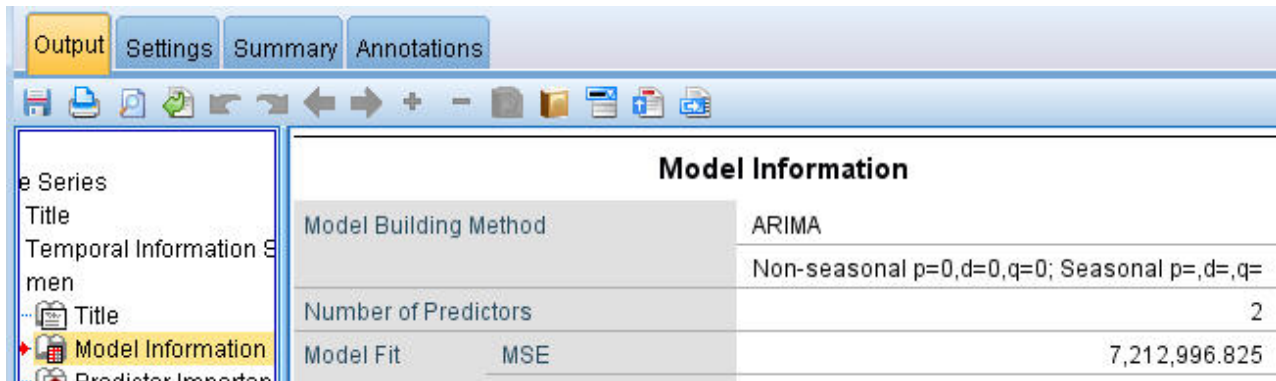 Output Settings Summary Annotations
Model Information
e Series
Title
Temporal Information S
men
Title
Model Information
Model Building Method ARIMA
Non-seasonal p=0,d=0,q=0; Seasonal p=,d=,q=
Number of Predictors 2
Model Fit MSE 7,212,996.825